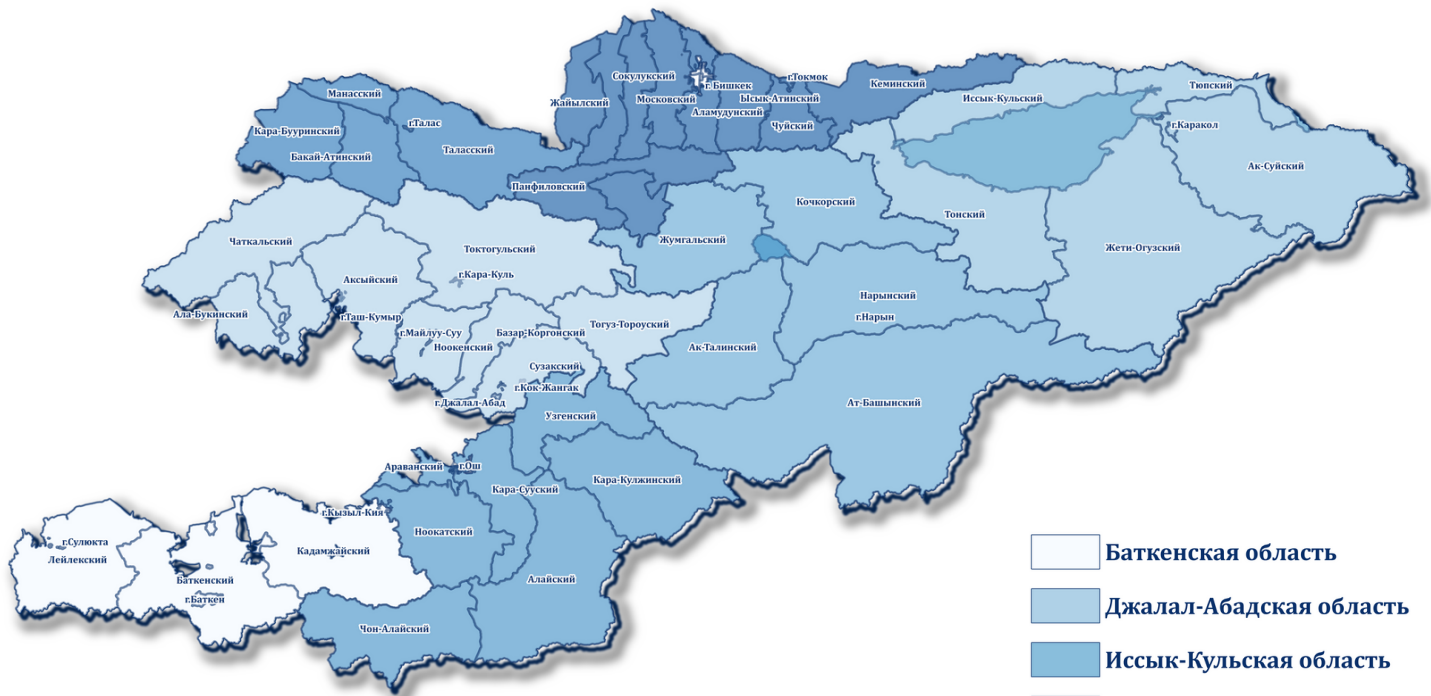 Сокулукский
г.Бишкек
г.Токмок
Кеминский
Тюпский
Манасский
Жайылский
Московский
Ысык-Атинский
Иссык-Кульский
Аламудунский
Чуйский
г.Каракол
Кара-Бууринский
г.Талас
Бакай-Атинский
Таласский
Ак-Суйский
Панфиловский
Кочкорский
Тонский
Чаткальский
Токтогульский
Жумгальский
Жети-Огузский
Аксыйский
г.Кара-Куль
Нарынский
Ала-Букинский
г.Таш-Кумыр
г.Нарын
г.Майлуу-Суу
Базар-Коргонский
Тогуз-Тороуский
Ноокенский
Ак-Талинский
Сузакский
г.Кок-Жангак
г.Джалал-Абад
Ат-Башынский
Узгенский
Араванский
г.Ош
Кара-Кулжинский
Кара-Сууский
г.Кызыл-Кия
Ноокатский
г.Сулюкта
Кадамжайский
Лейлекский
Баткенский
Алайский
г.Баткен
Чон-Алайский
Баткенская область
Джалал-Абадская область
Иссык-Кульская область